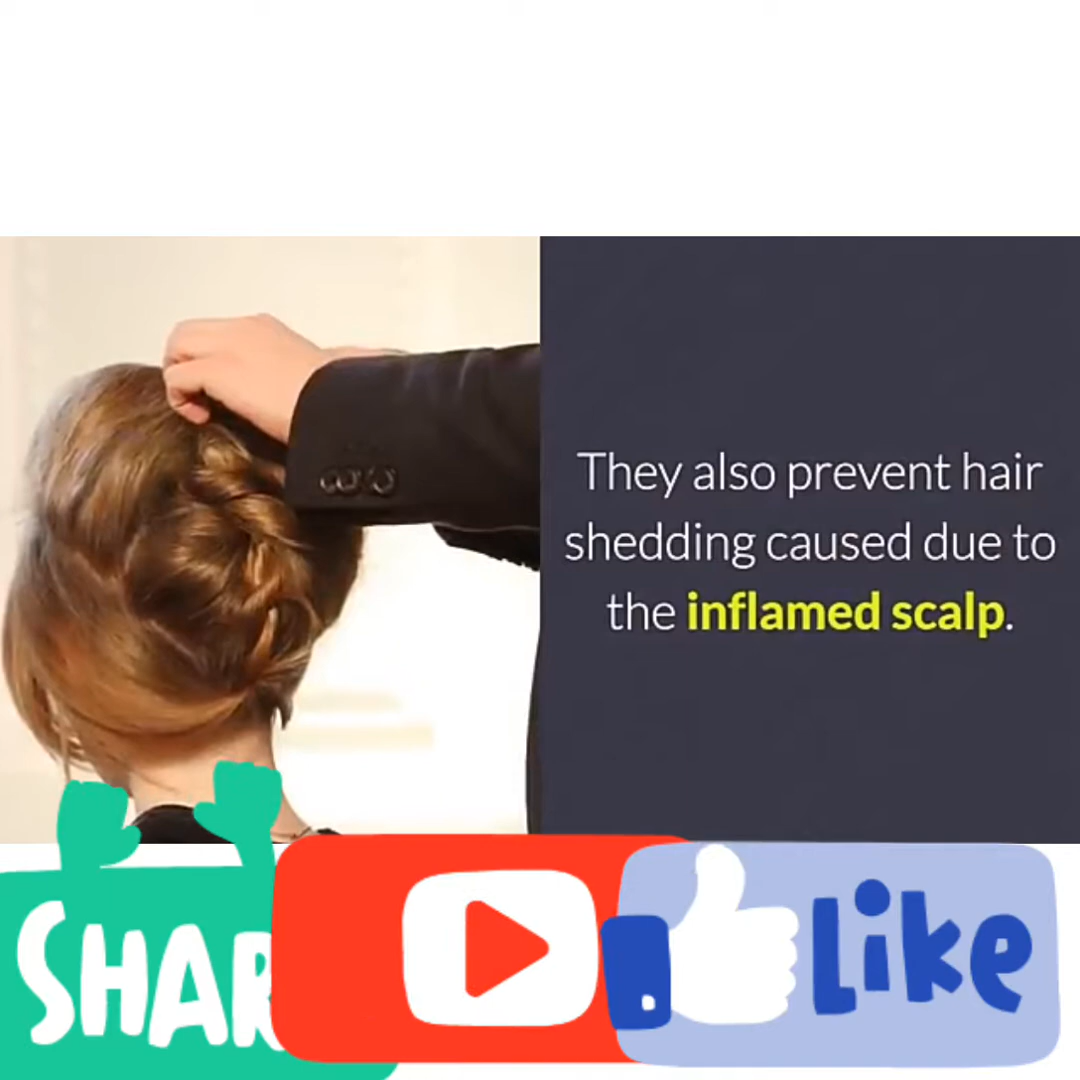 They also prevent hair
shedding caused due to
the inflamed scalp.
SHAR
Like